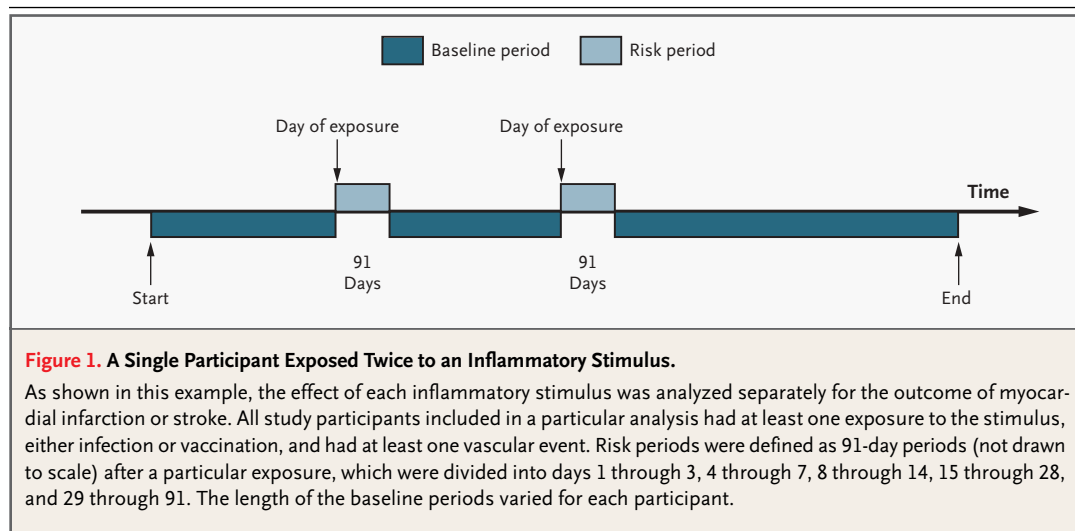 Baseline period
Risk period
Day of exposure
Day of exposure
Time
91
Days
91
Days
Start
End
Figure 1. A Single Participant Exposed Twice to an Inflammatory Stimulus.
As shown in this example, the effect of each inflammatory stimulus was analyzed separately for the outcome of myocar-
dial infarction or stroke. All study participants included in a particular analysis had at least one exposure to the stimulus,
either infection or vaccination, and had at least one vascular event. Risk periods were defined as 91-day periods (not drawn
to scale) after a particular exposure, which were divided into days 1 through 3, 4 through 7, 8 through 14, 15 through 28,
and 29 through 91. The length of the baseline periods varied for each participant.